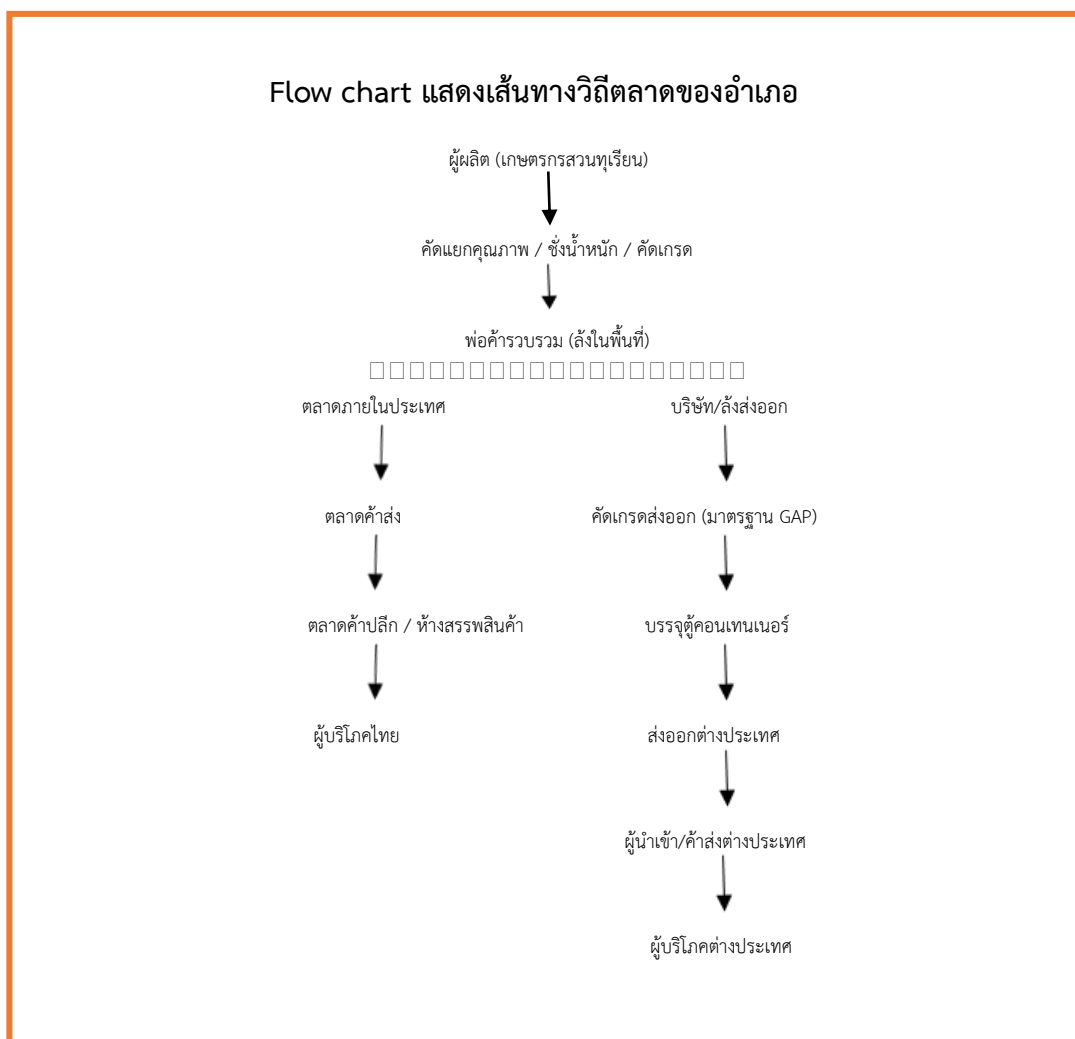 Flow chart แสดงเส้นทางวิถีตลาดของอำเภอ
ผู้ผลิต (เกษตรกรสวนทุเรียน)
คัดแยกคุณภาพ / ชั่งน้ำหนัก / คัดเกรด
พ่อค้ารวบรวม (ล้งในพื้นที่)
□□□□□□□□□□□□□□□□□□□
ตลาดภายในประเทศ บริษัท/ล้งส่งออก
ตลาดค้าส่ง คัดเกรดส่งออก (มาตรฐาน GAP)
ตลาดค้าปลีก / ห้างสรรพสินค้า บรรจุตู้คอนเทนเนอร์
ผู้บริโภคไทย ส่งออกต่างประเทศ
ผู้นำเข้า/ค้าส่งต่างประเทศ
ผู้บริโภคต่างประเทศ